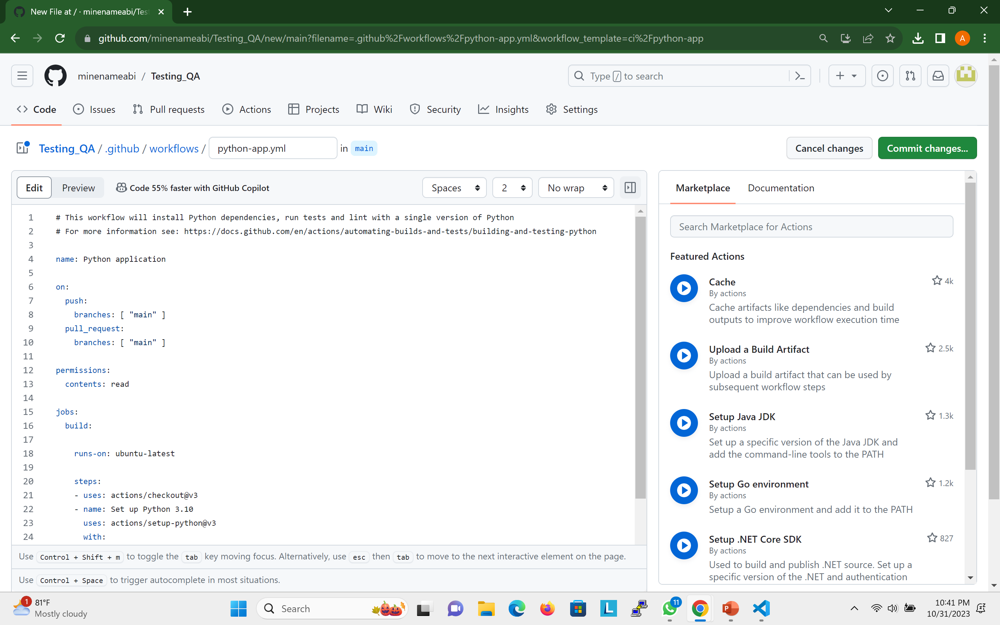 New File at / · minenameabi/Tes
github.com/minenameabi/Testing_QA/new/main?filename=.github%2Fworkflows%2Fpython-app.yml&workflow_template=ci%2Fpython-app
A
minenameabi / Testing_QA
Type / to search
Code
Issues
Pull requests
Actions
Projects
Wiki
Security
Insights
Settings
Testing_QA / .github / workflows / python-app.yml in main
Cancel changes
Commit changes...
Edit
Preview
Code 55% faster with GitHub Copilot
Spaces
2
No wrap
1 # This workflow will install Python dependencies, run tests and lint with a single version of Python
2 # For more information see: https://docs.github.com/en/actions/automating-builds-and-tests/building-and-testing-python
3
4 name: Python application
5
6 on:
7 push:
8 branches: [ "main" ]
9 pull_request:
10 branches: [ "main" ]
11
12 permissions:
13 contents: read
14
15 jobs:
16 build:
17
18 runs-on: ubuntu-latest
19
20 steps:
21 - uses: actions/checkout@v3
22 - name: Set up Python 3.10
23 uses: actions/setup-python@v3
24 with:
Use Control + Shift + m to toggle the tab key moving focus. Alternatively, use esc then tab to move to the next interactive element on the page.
Use Control + Space to trigger autocomplete in most situations.
Marketplace
Documentation
Search Marketplace for Actions
Featured Actions
Cache
4k
By actions
Cache artifacts like dependencies and build
outputs to improve workflow execution time
Upload a Build Artifact
2.5k
By actions
Upload a build artifact that can be used by
subsequent workflow steps
Setup Java JDK
1.3k
By actions
Set up a specific version of the Java JDK and
add the command-line tools to the PATH
Setup Go environment
1.2k
By actions
Setup a Go environment and add it to the PATH
Setup .NET Core SDK
827
By actions
Used to build and publish .NET source. Set up a
specific version of the .NET and authentication
1
81°F
Mostly cloudy
Search
L
11
P
10:41 PM
10/31/2023